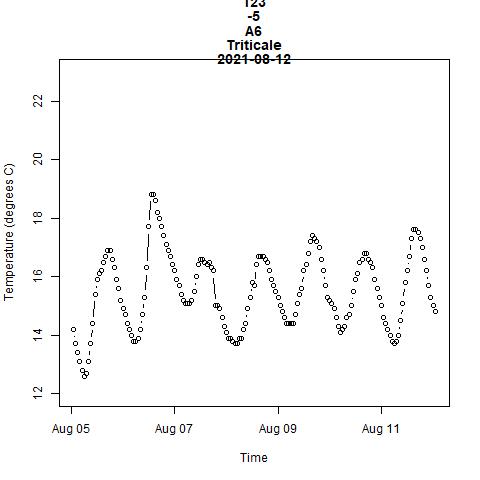 123
-5
A6
Triticale
2021-08-12
Temperature (degrees C)
22
20
18
16
14
12
Aug 05
Aug 07
Aug 09
Aug 11
Time